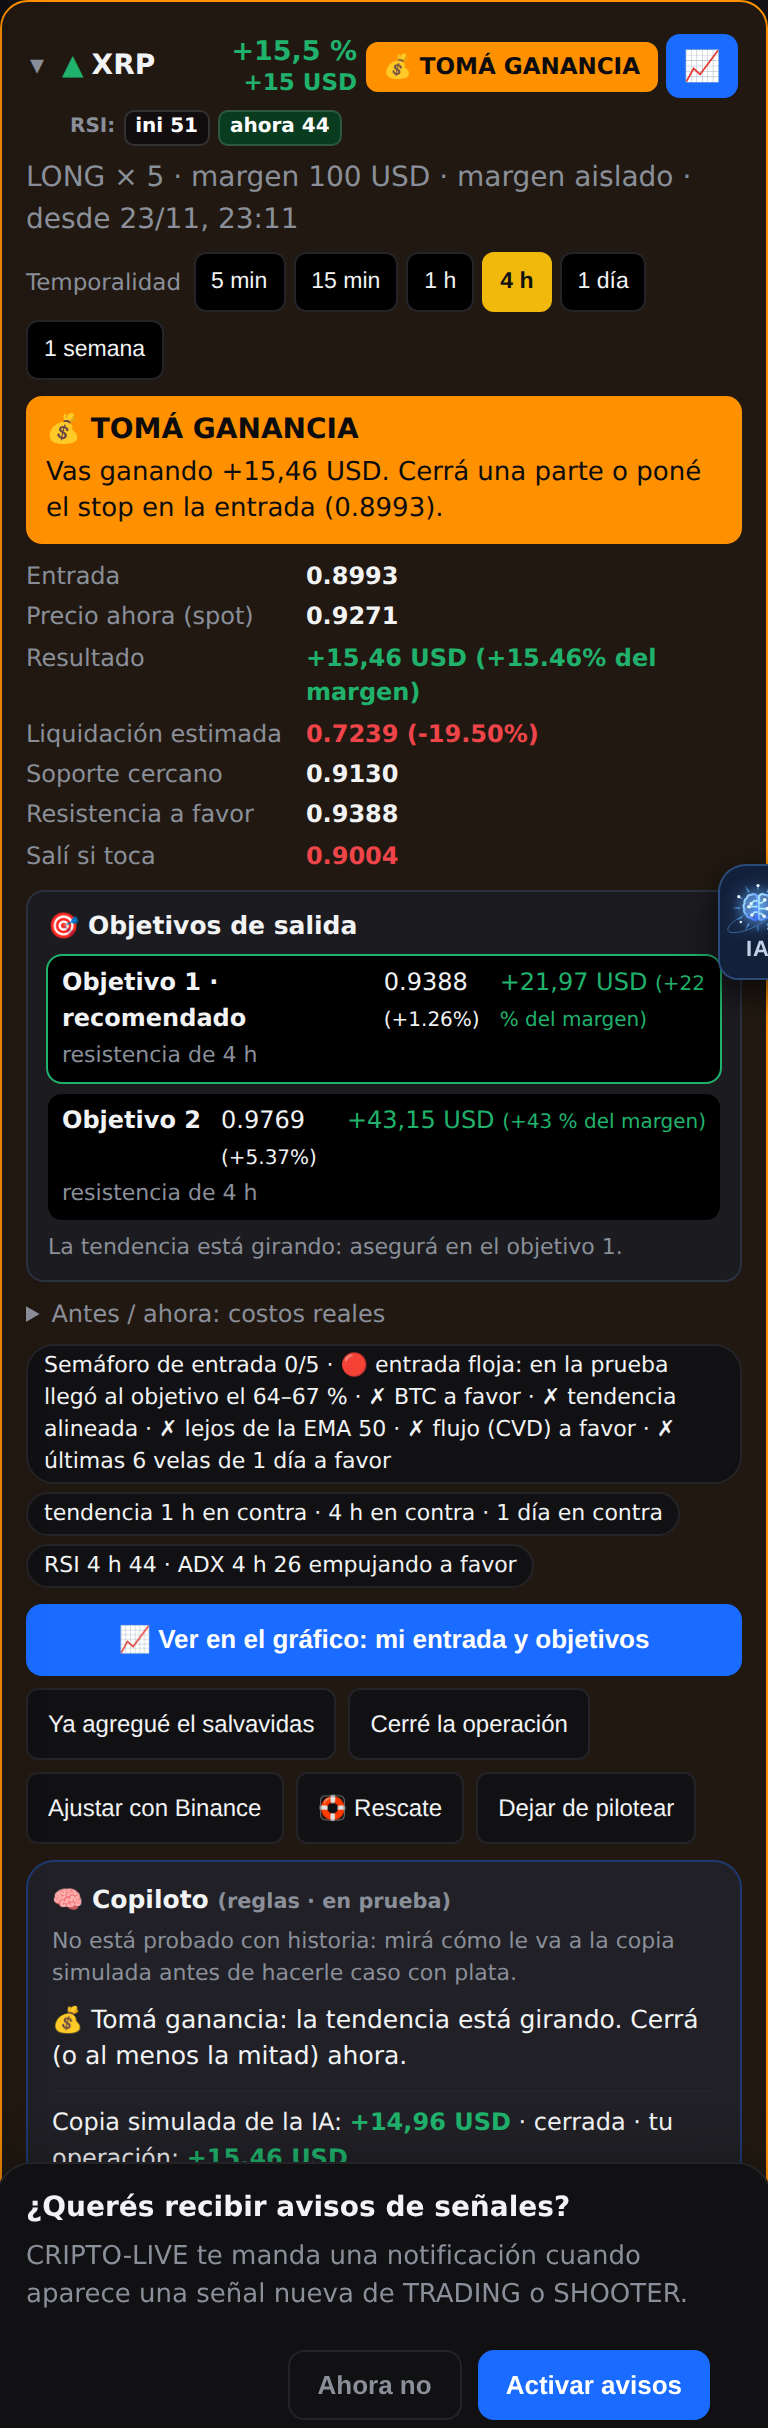 ▼ ▲ XRP +15,5 % 💰 TOMÁ GANANCIA 📈
+15 USD
RSI: ini 51 ahora 44
LONG × 5 · margen 100 USD · margen aislado ·
desde 23/11, 23:11
Temporalidad 5 min 15 min 1 h 4 h 1 día
1 semana
💰 TOMÁ GANANCIA
Vas ganando +15,46 USD. Cerrá una parte o poné
el stop en la entrada (0.8993).
Entrada 0.8993
Precio ahora (spot) 0.9271
Resultado +15,46 USD (+15.46% del
margen)
Liquidación estimada 0.7239 (-19.50%)
Soporte cercano 0.9130
Resistencia a favor 0.9388
Salí si toca 0.9004
IA
🎯 Objetivos de salida
Objetivo 1 · 0.9388 +21,97 USD (+22
recomendado (+1.26%) % del margen)
resistencia de 4 h
Objetivo 2 0.9769 +43,15 USD (+43 % del margen)
(+5.37%)
resistencia de 4 h
La tendencia está girando: asegurá en el objetivo 1.
▶ Antes / ahora: costos reales
Semáforo de entrada 0/5 · 🔴 entrada floja: en la prueba
llegó al objetivo el 64–67 % · ✗ BTC a favor · ✗ tendencia
alineada · ✗ lejos de la EMA 50 · ✗ flujo (CVD) a favor · ✗
últimas 6 velas de 1 día a favor
tendencia 1 h en contra · 4 h en contra · 1 día en contra
RSI 4 h 44 · ADX 4 h 26 empujando a favor
📈 Ver en el gráfico: mi entrada y objetivos
Ya agregué el salvavidas Cerré la operación
Ajustar con Binance 🛟 Rescate Dejar de pilotear
🧠 Copiloto (reglas · en prueba)
No está probado con historia: mirá cómo le va a la copia
simulada antes de hacerle caso con plata.
💰 Tomá ganancia: la tendencia está girando. Cerrá
(o al menos la mitad) ahora.
Copia simulada de la IA: +14,96 USD · cerrada · tu
operación: +15,46 USD
¿Querés recibir avisos de señales?
CRIPTO-LIVE te manda una notificación cuando
aparece una señal nueva de TRADING o SHOOTER.
Ahora no Activar avisos